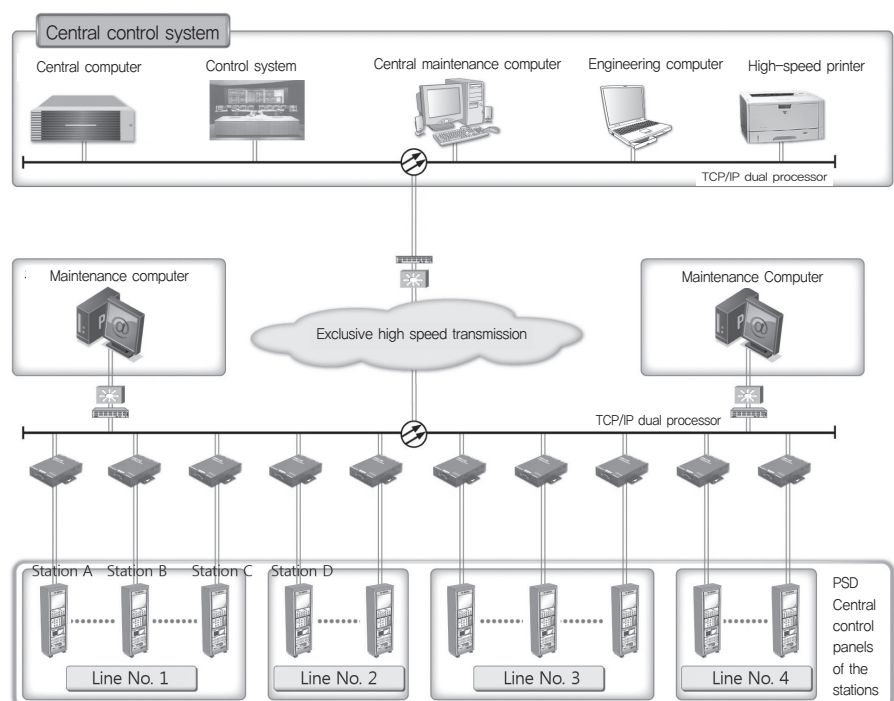 Central control system
Central computer
Control system
Central maintenance computer
Engineering computer
High-speed printer
TCP/IP dual processor
Maintenance computer
Maintenance Computer
Exclusive high speed transmission
TCP/IP dual processor
Station A
Station B
Station C
Station D
Line No. 1
Line No. 2
Line No. 3
Line No. 4
PSD
Central
control
panels
of the
stations